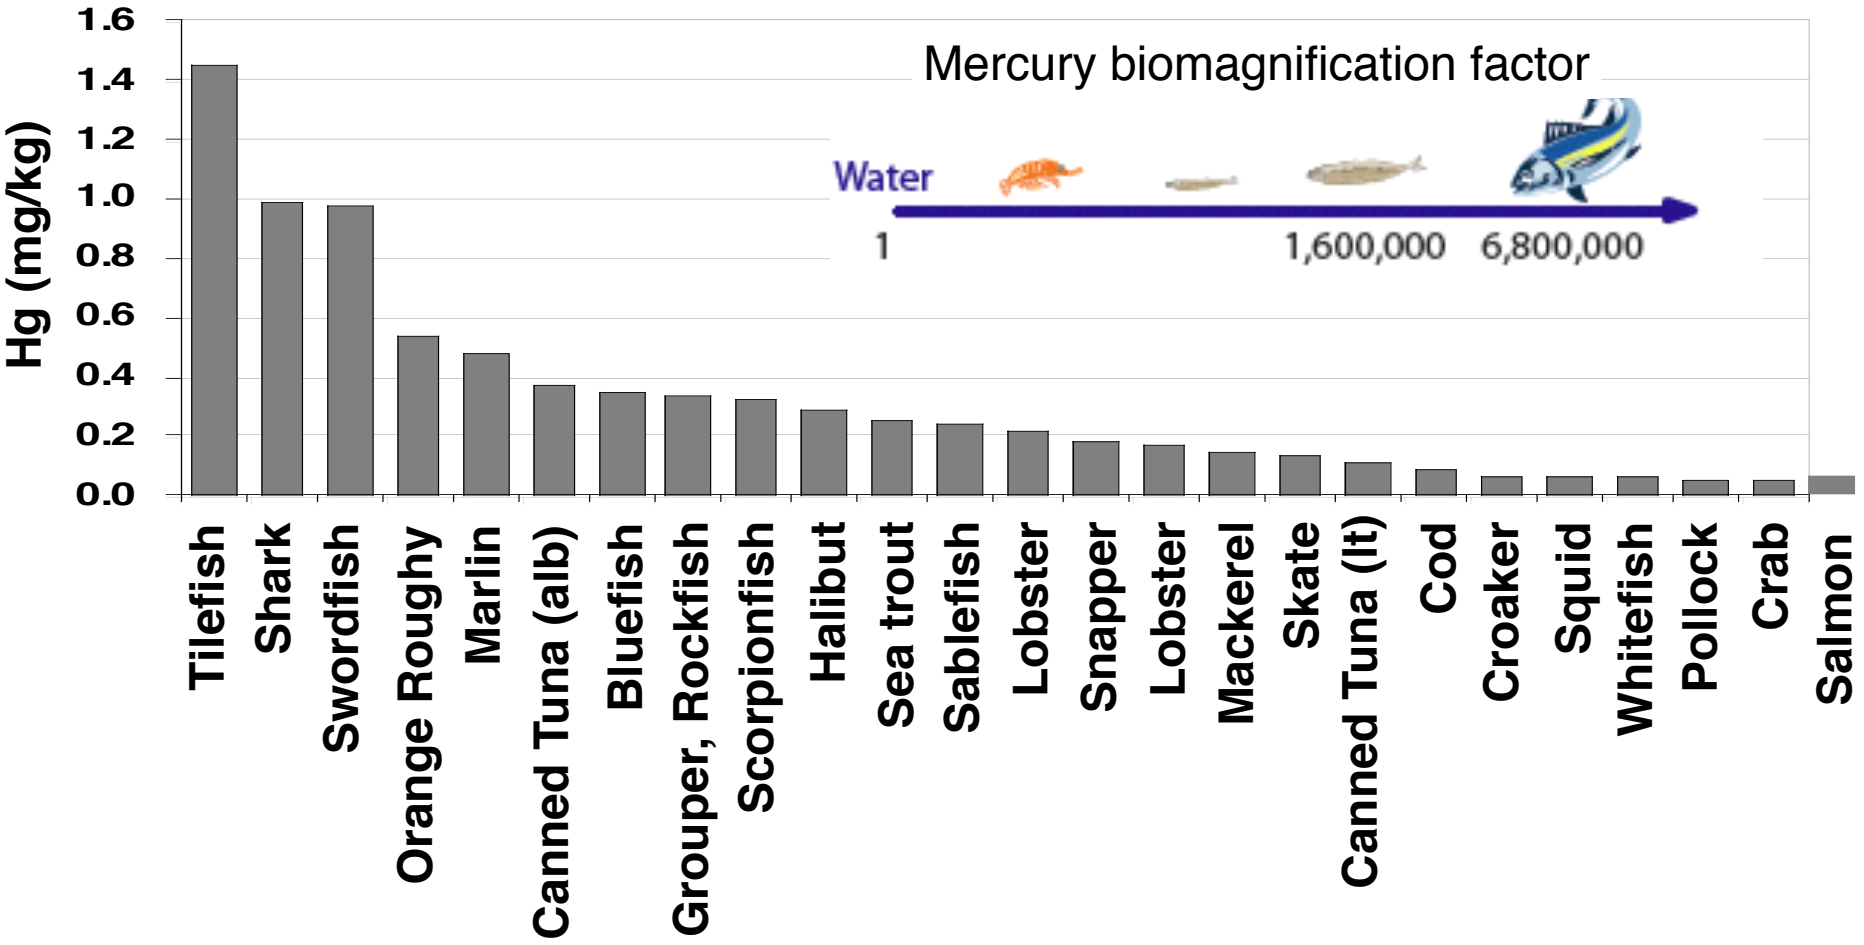 Mercury biomagnification factor
Water
1 1,600,000 6,800,000
Hg (mg/kg)
1.6
1.4
1.2
1.0
0.8
0.6
0.4
0.2
0.0
Tilefish
Shark
Swordfish
Orange Roughy
Marlin
Canned Tuna (alb)
Bluefish
Grouper, Rockfish
Scorpionfish
Halibut
Sea trout
Sablefish
Lobster
Snapper
Lobster
Mackerel
Skate
Canned Tuna (lt)
Cod
Croaker
Squid
Whitefish
Pollock
Crab
Salmon